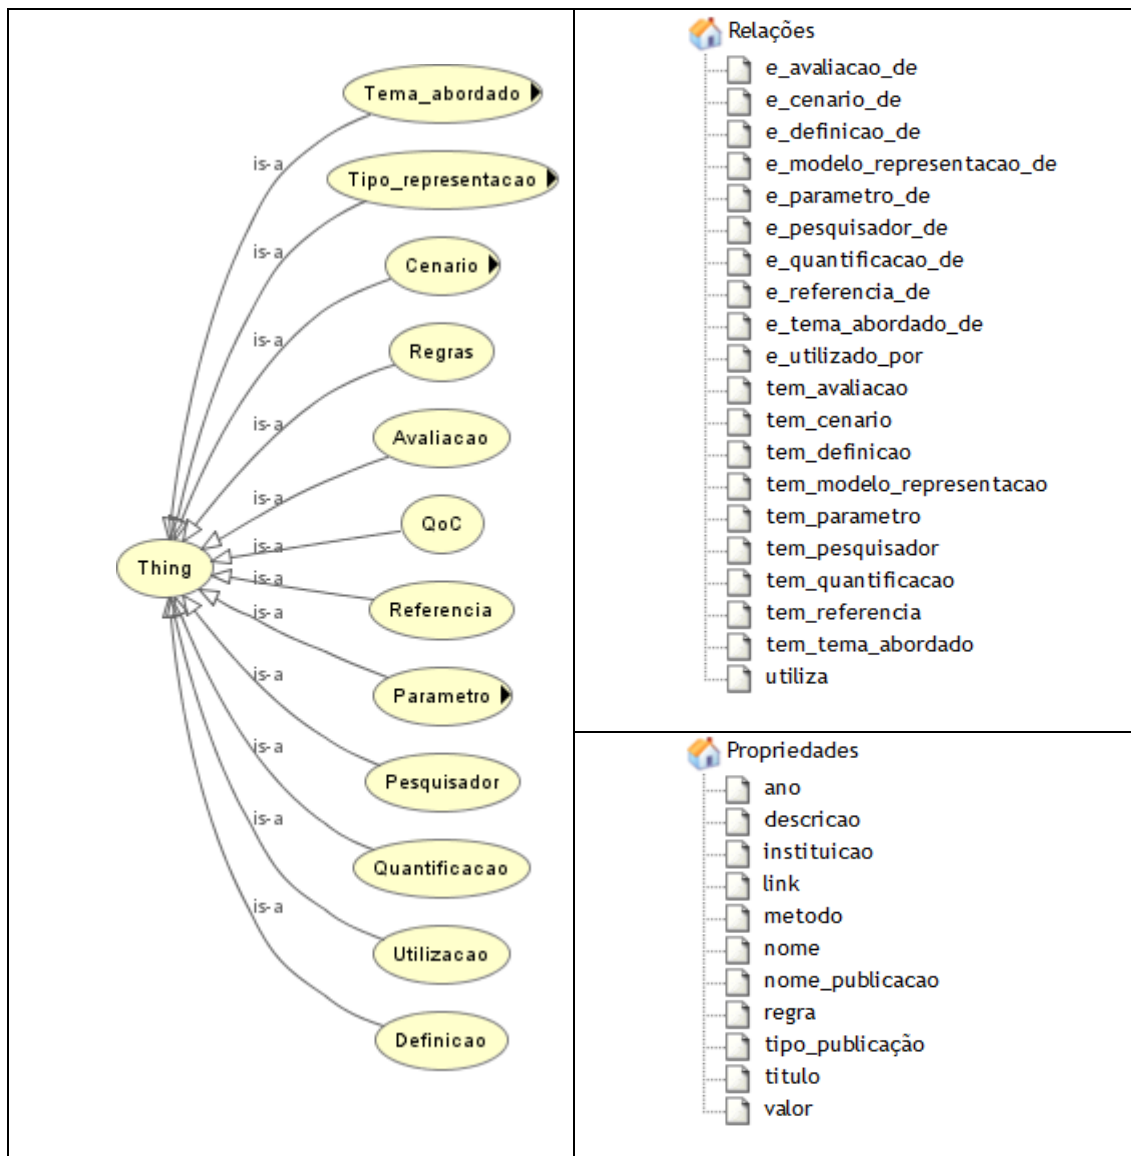 Tema_abordado
is-a
Tipo_representacao
is-a
Cenario
is-a
Regras
is-a
Avaliacao
is-a
QoC
is-a
Thing
is-a
Referencia
is-a
Parametro
is-a
Pesquisador
is-a
Quantificacao
is-a
Utilizacao
is-a
Definicao
Relações
e_avaliacao_de
e_cenario_de
e_definicao_de
e_modelo_representacao_de
e_parametro_de
e_pesquisador_de
e_quantificacao_de
e_referencia_de
e_tema_abordado_de
e_utilizado_por
tem_avaliacao
tem_cenario
tem_definicao
tem_modelo_representacao
tem_parametro
tem_pesquisador
tem_quantificacao
tem_referencia
tem_tema_abordado
utiliza
Propriedades
ano
descricao
instituicao
link
metodo
nome
nome_publicacao
regra
tipo_publicação
titulo
valor